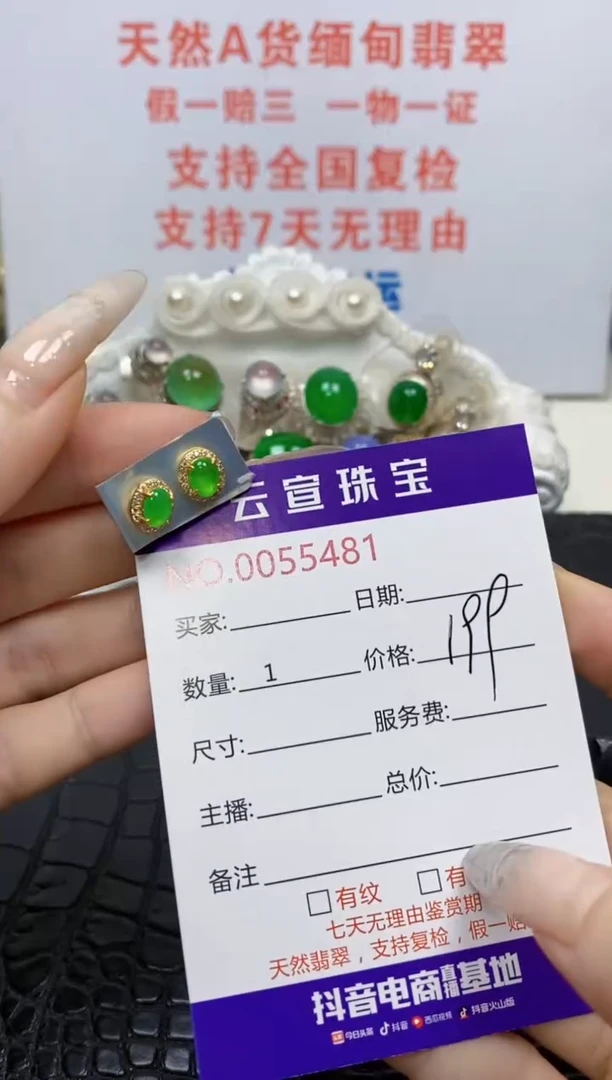 天然A货缅甸翡翠
假一赔三 一物一证
支持全国复检
支持7天无理由
运
云宣珠宝
NO.0055481
买家: 日期:
数量: 1 价格: 199
尺寸: 服务费:
主播: 总价:
备注
有纹 有
七天无理由鉴赏期
天然翡翠，支持复检，假一赔
抖音电商直播基地
今日头条 抖音 西瓜视频 抖音火山版